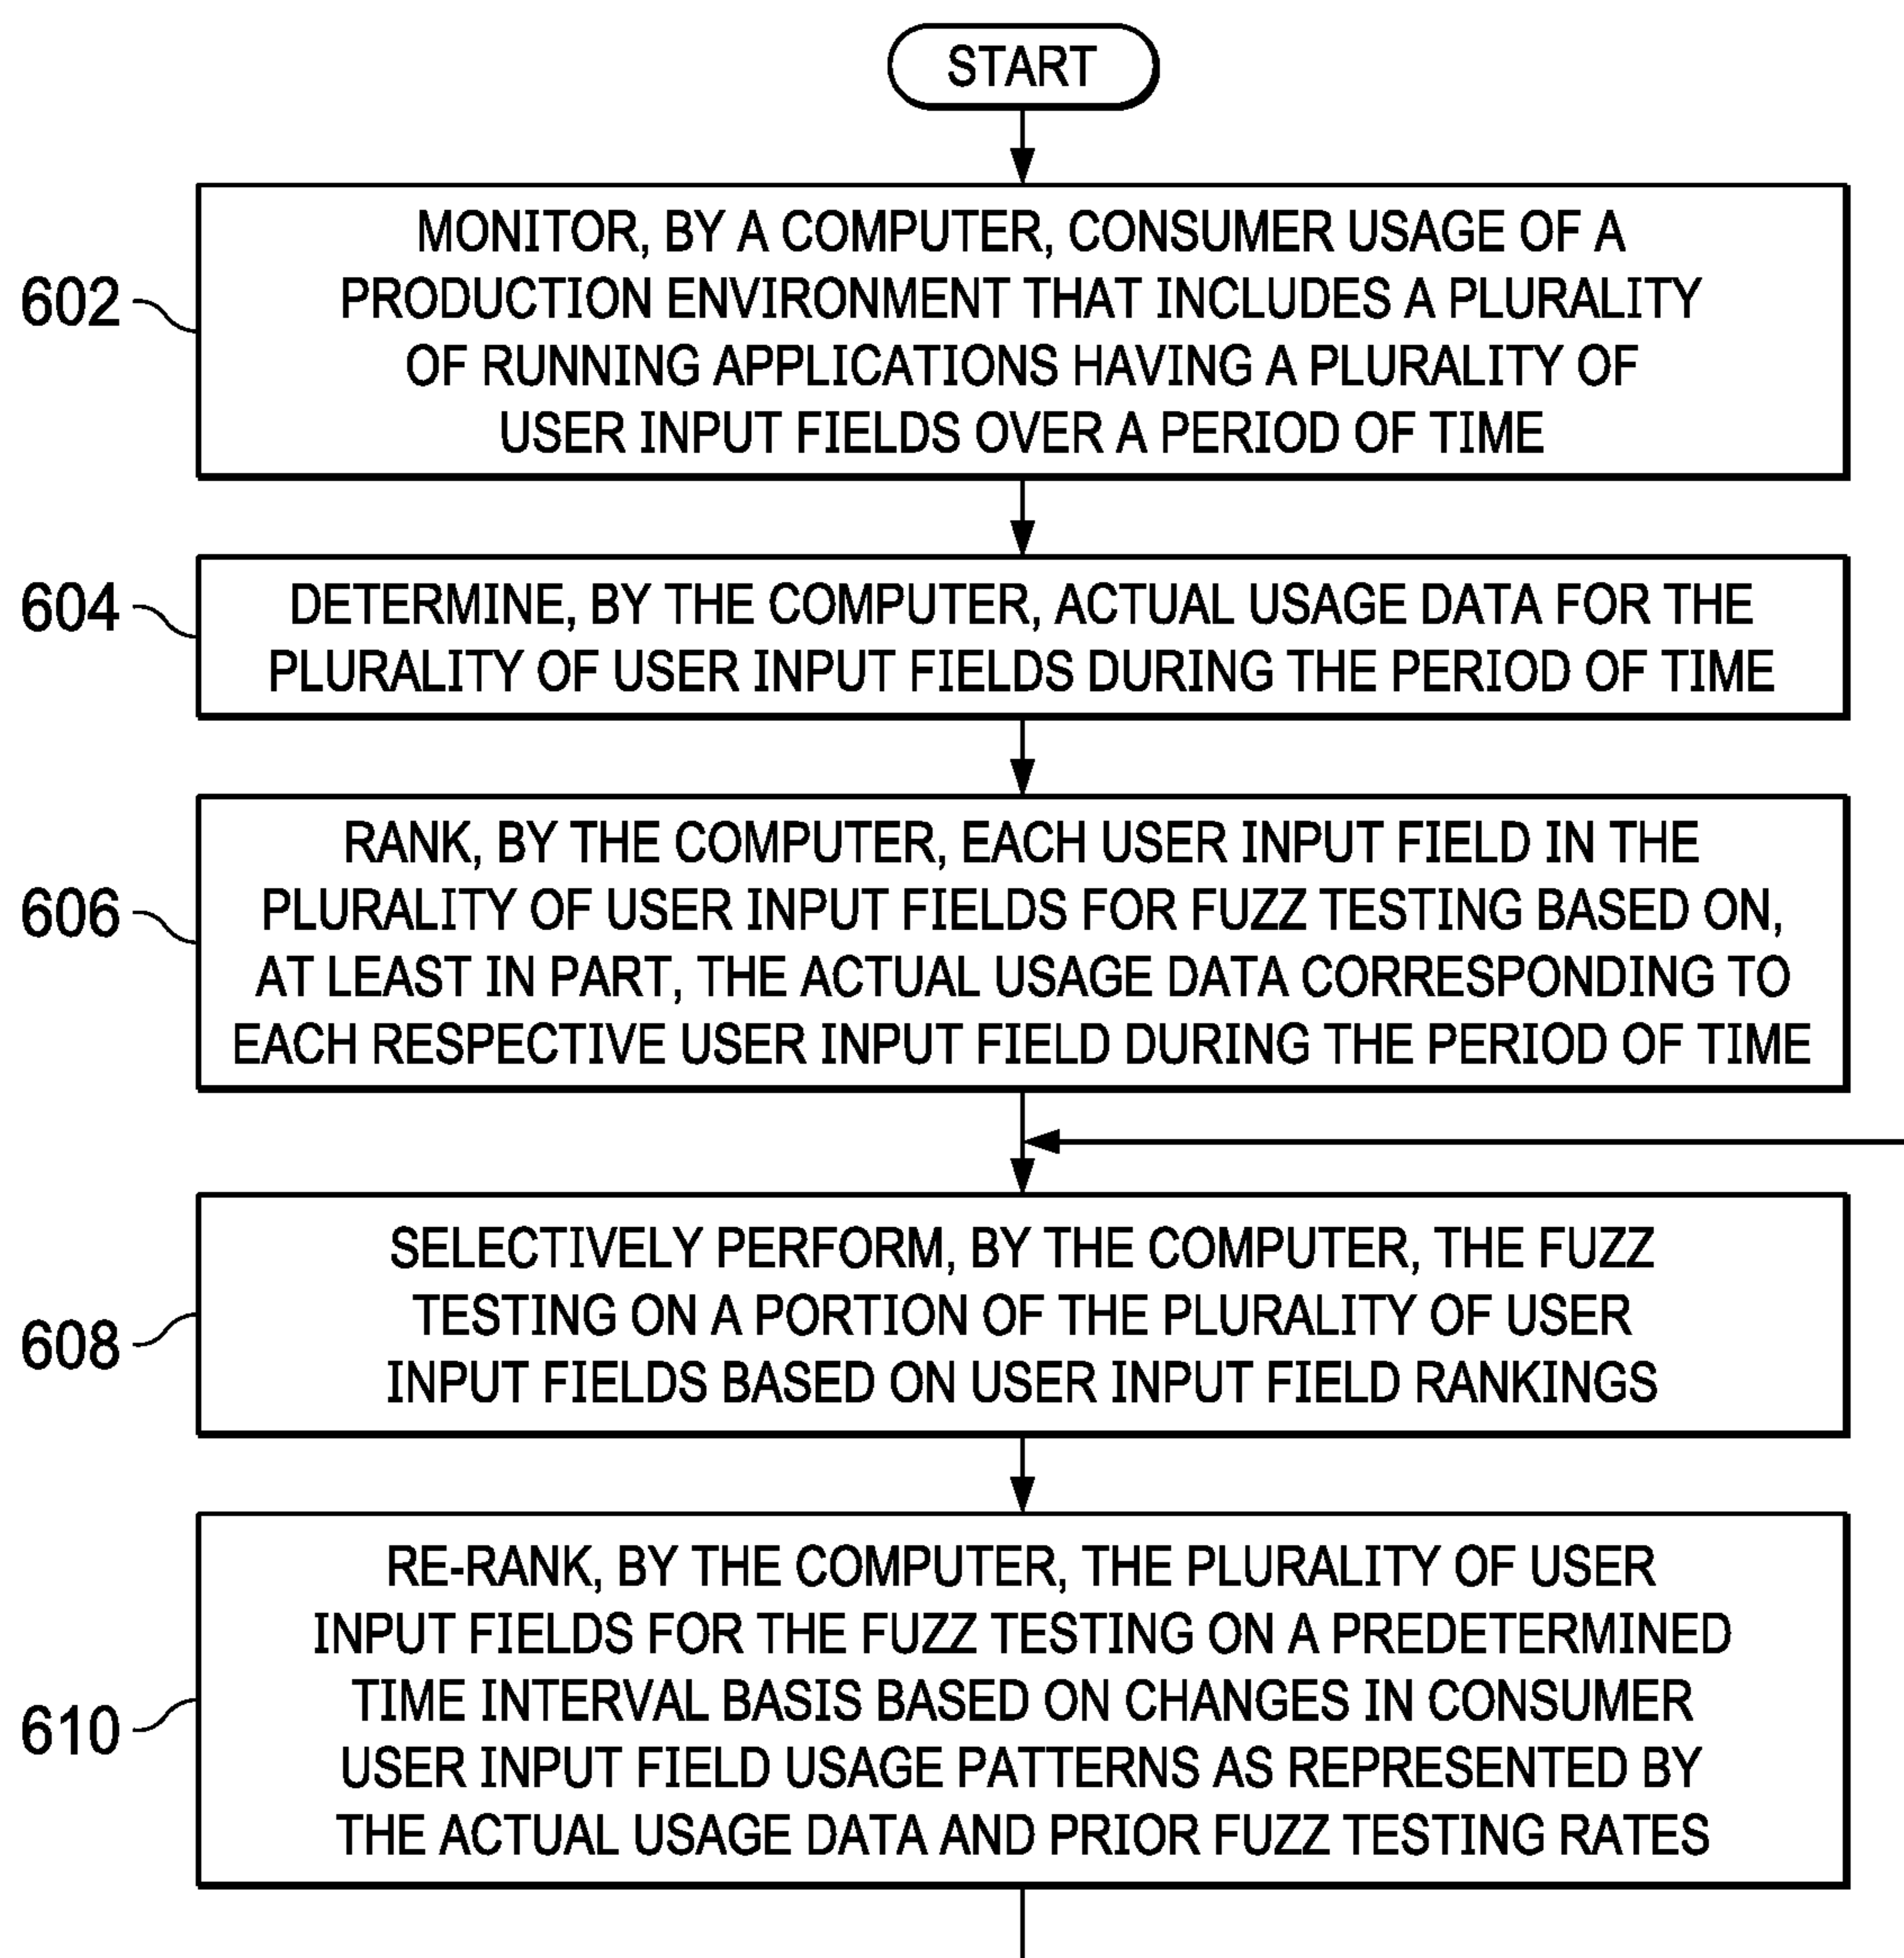 START
602
MONITOR, BY A COMPUTER, CONSUMER USAGE OF A
PRODUCTION ENVIRONMENT THAT INCLUDES A PLURALITY
OF RUNNING APPLICATIONS HAVING A PLURALITY OF
USER INPUT FIELDS OVER A PERIOD OF TIME
604
DETERMINE, BY THE COMPUTER, ACTUAL USAGE DATA FOR THE
PLURALITY OF USER INPUT FIELDS DURING THE PERIOD OF TIME
606
RANK, BY THE COMPUTER, EACH USER INPUT FIELD IN THE
PLURALITY OF USER INPUT FIELDS FOR FUZZ TESTING BASED ON,
AT LEAST IN PART, THE ACTUAL USAGE DATA CORRESPONDING TO
EACH RESPECTIVE USER INPUT FIELD DURING THE PERIOD OF TIME
608
SELECTIVELY PERFORM, BY THE COMPUTER, THE FUZZ
TESTING ON A PORTION OF THE PLURALITY OF USER
INPUT FIELDS BASED ON USER INPUT FIELD RANKINGS
610
RE-RANK, BY THE COMPUTER, THE PLURALITY OF USER
INPUT FIELDS FOR THE FUZZ TESTING ON A PREDETERMINED
TIME INTERVAL BASIS BASED ON CHANGES IN CONSUMER
USER INPUT FIELD USAGE PATTERNS AS REPRESENTED BY
THE ACTUAL USAGE DATA AND PRIOR FUZZ TESTING RATES